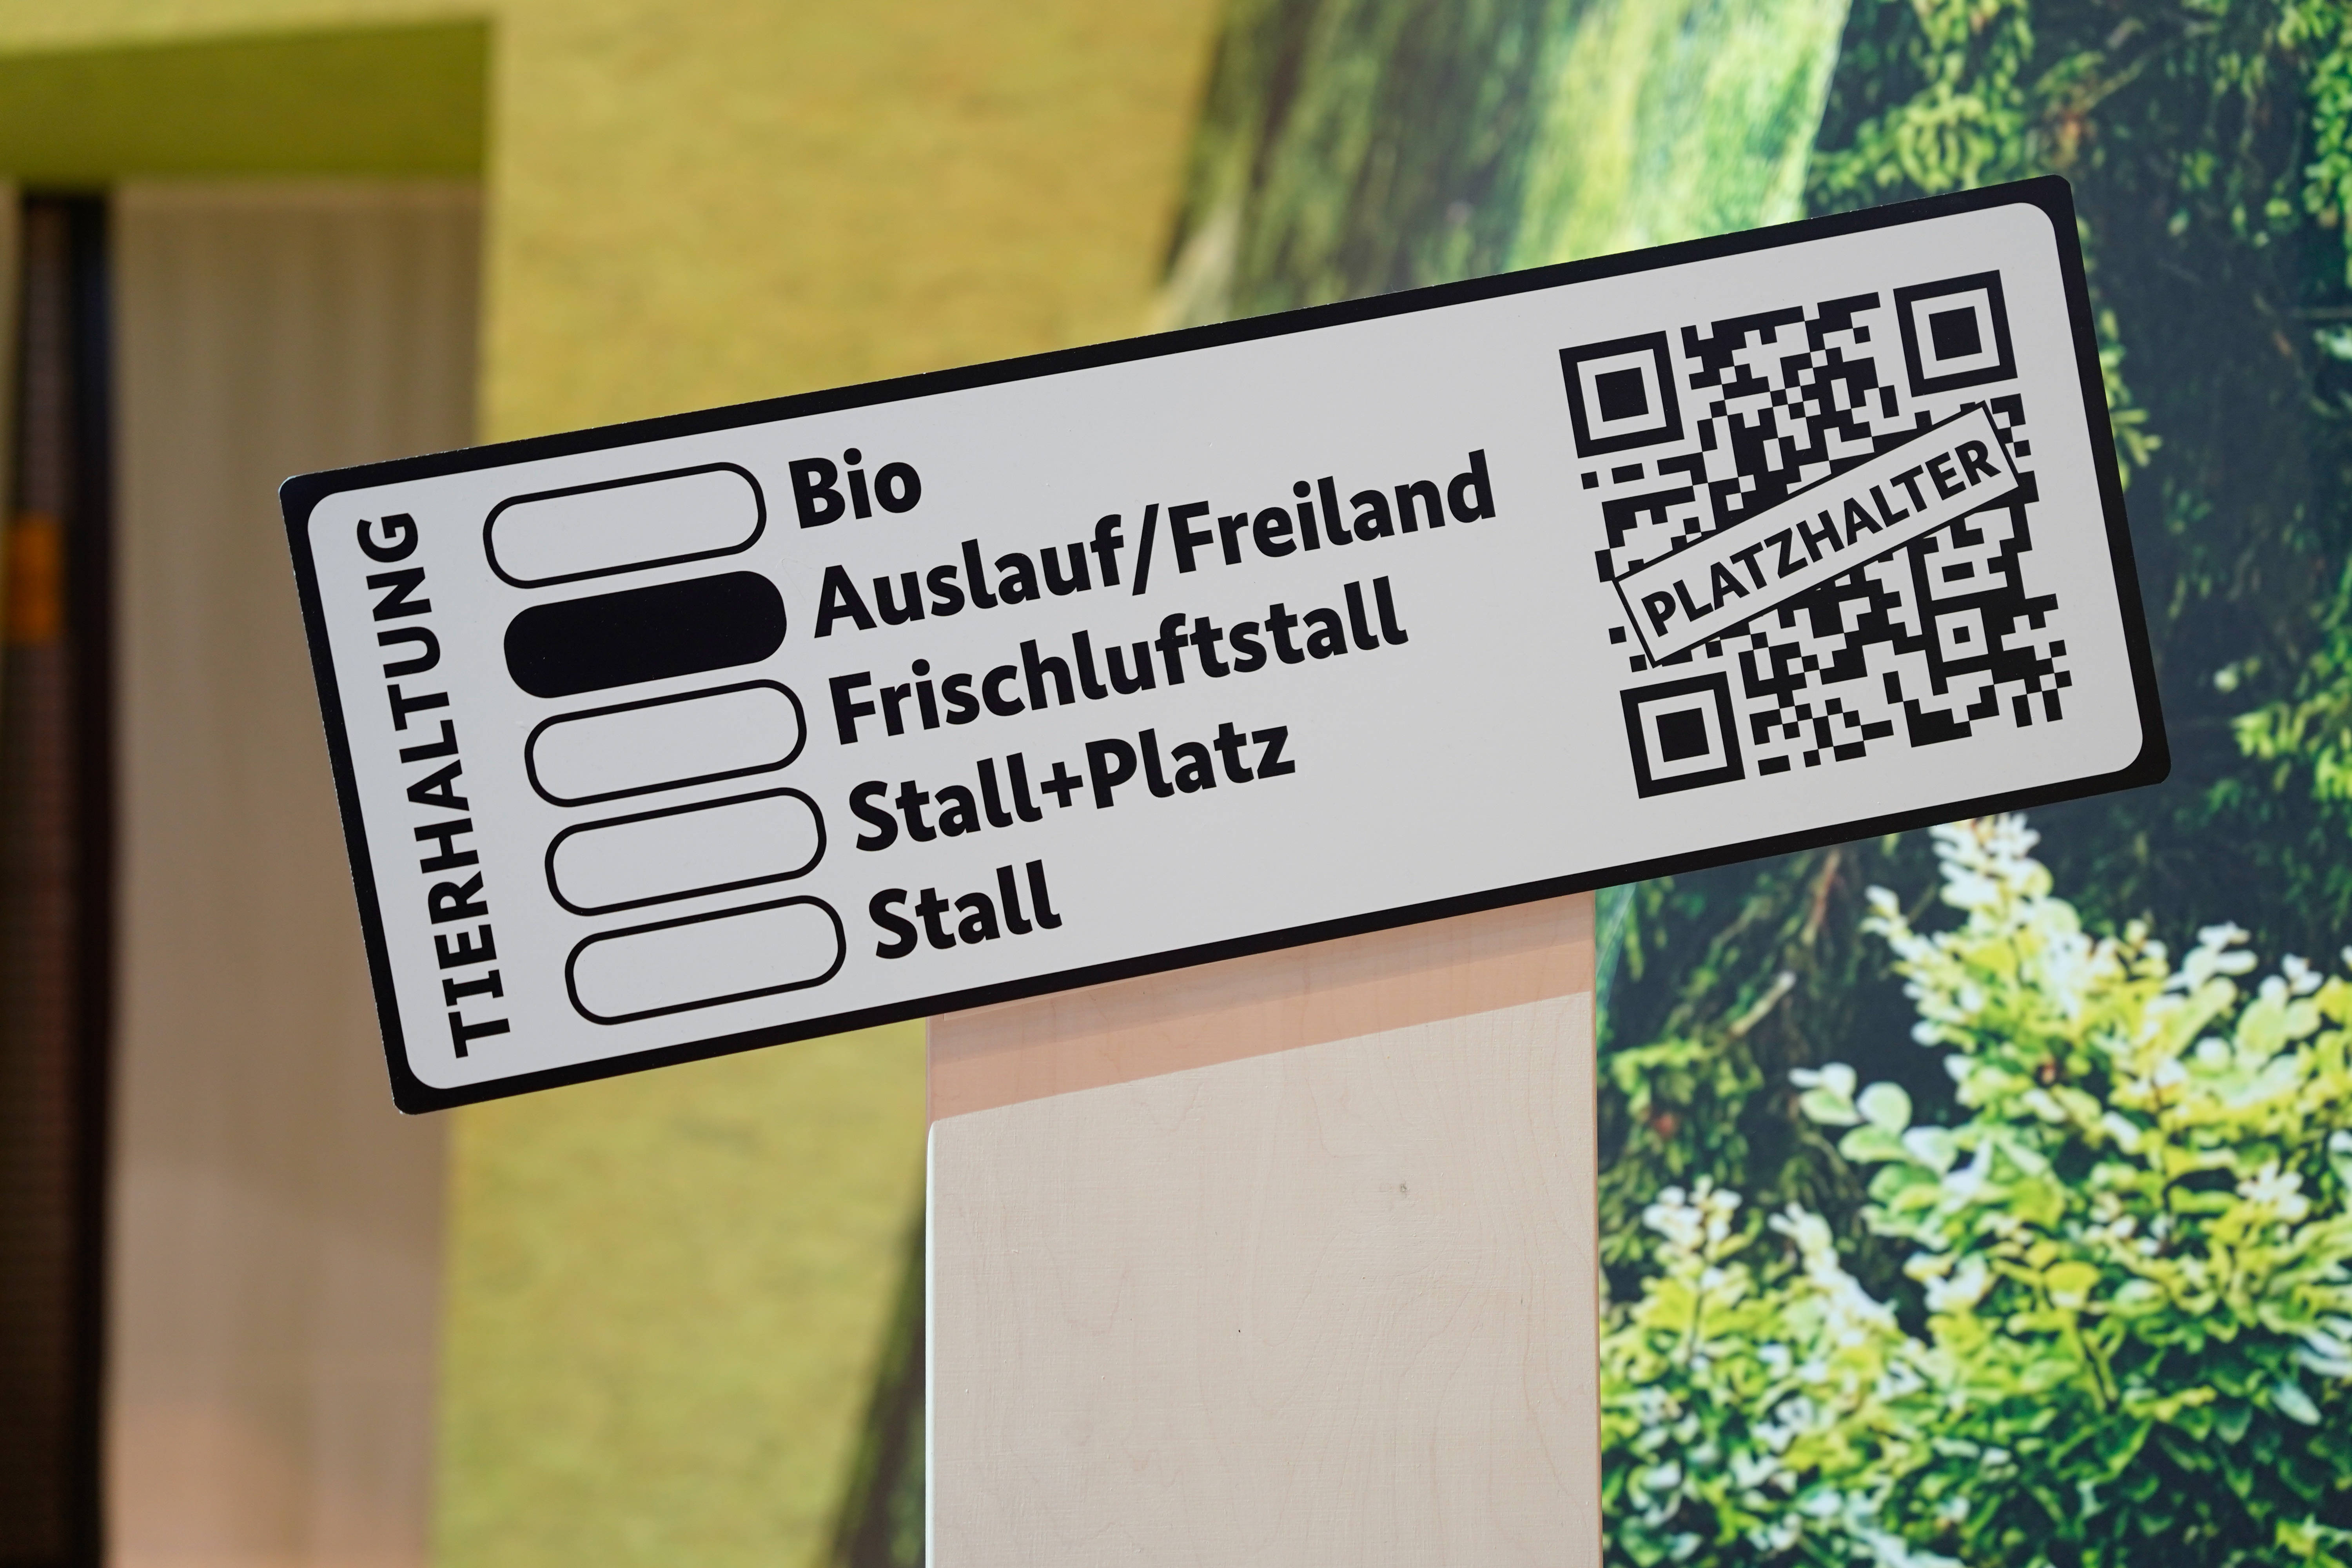 TIERHALTUNG
Bio
Auslauf/Freiland
Frischluftstall
Stall+Platz
Stall
PLATZHALTER